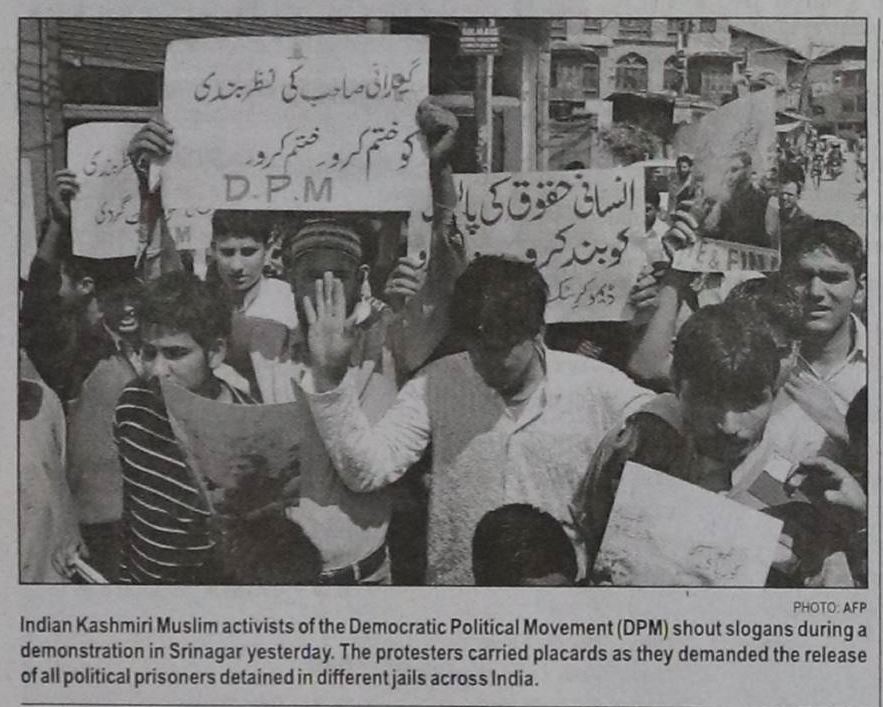 گیلانی صاحب کی نظر بندی
کو ختم کرو۔ ختم کرو۔
D.P.M
انسانی حقوق کی
کو بند کرو
PHOTO: AFP
Indian Kashmiri Muslim activists of the Democratic Political Movement (DPM) shout slogans during a
demonstration in Srinagar yesterday. The protesters carried placards as they demanded the release
of all political prisoners detained in different jails across India.